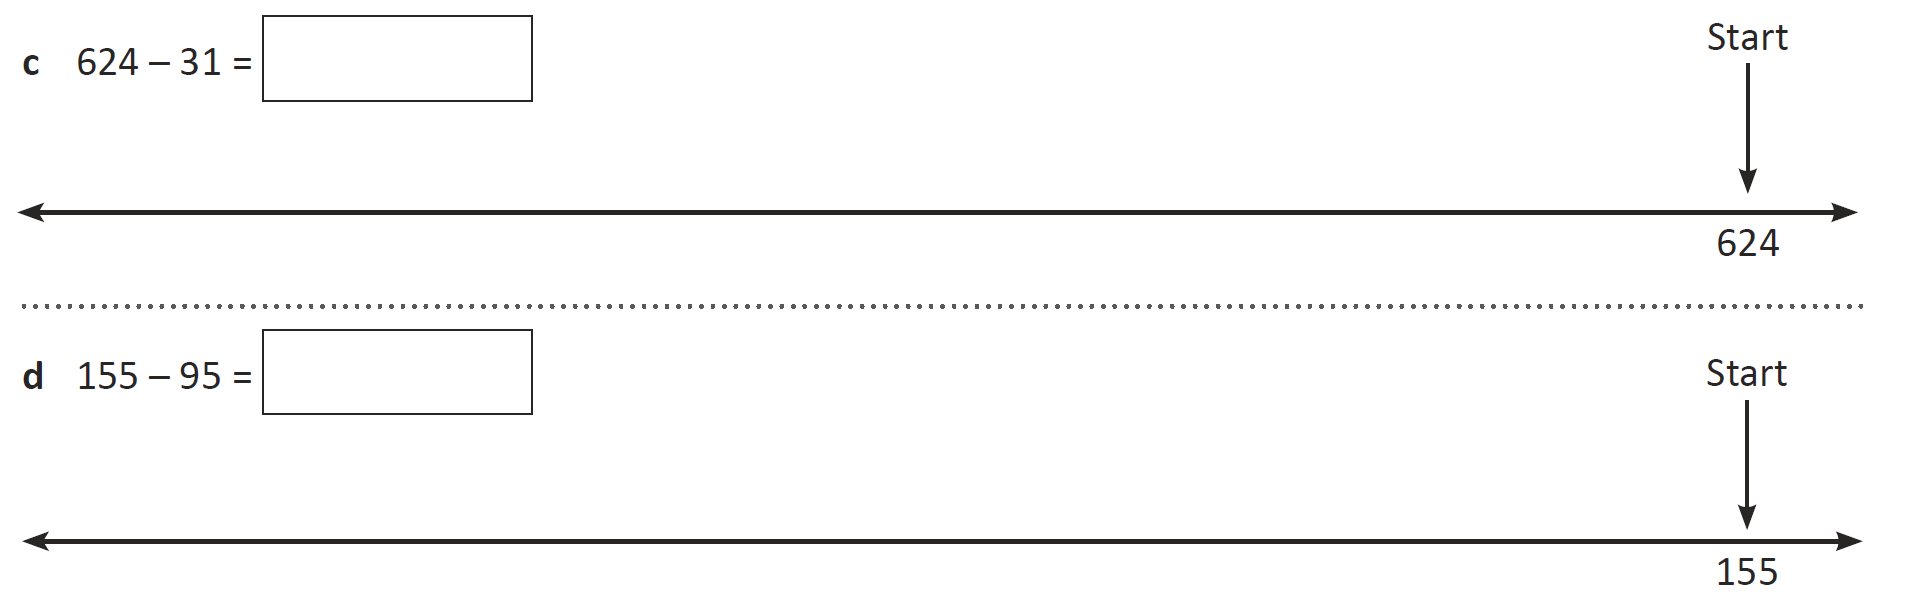 c 624 – 31 =
Start
624
d 155 – 95 =
Start
155